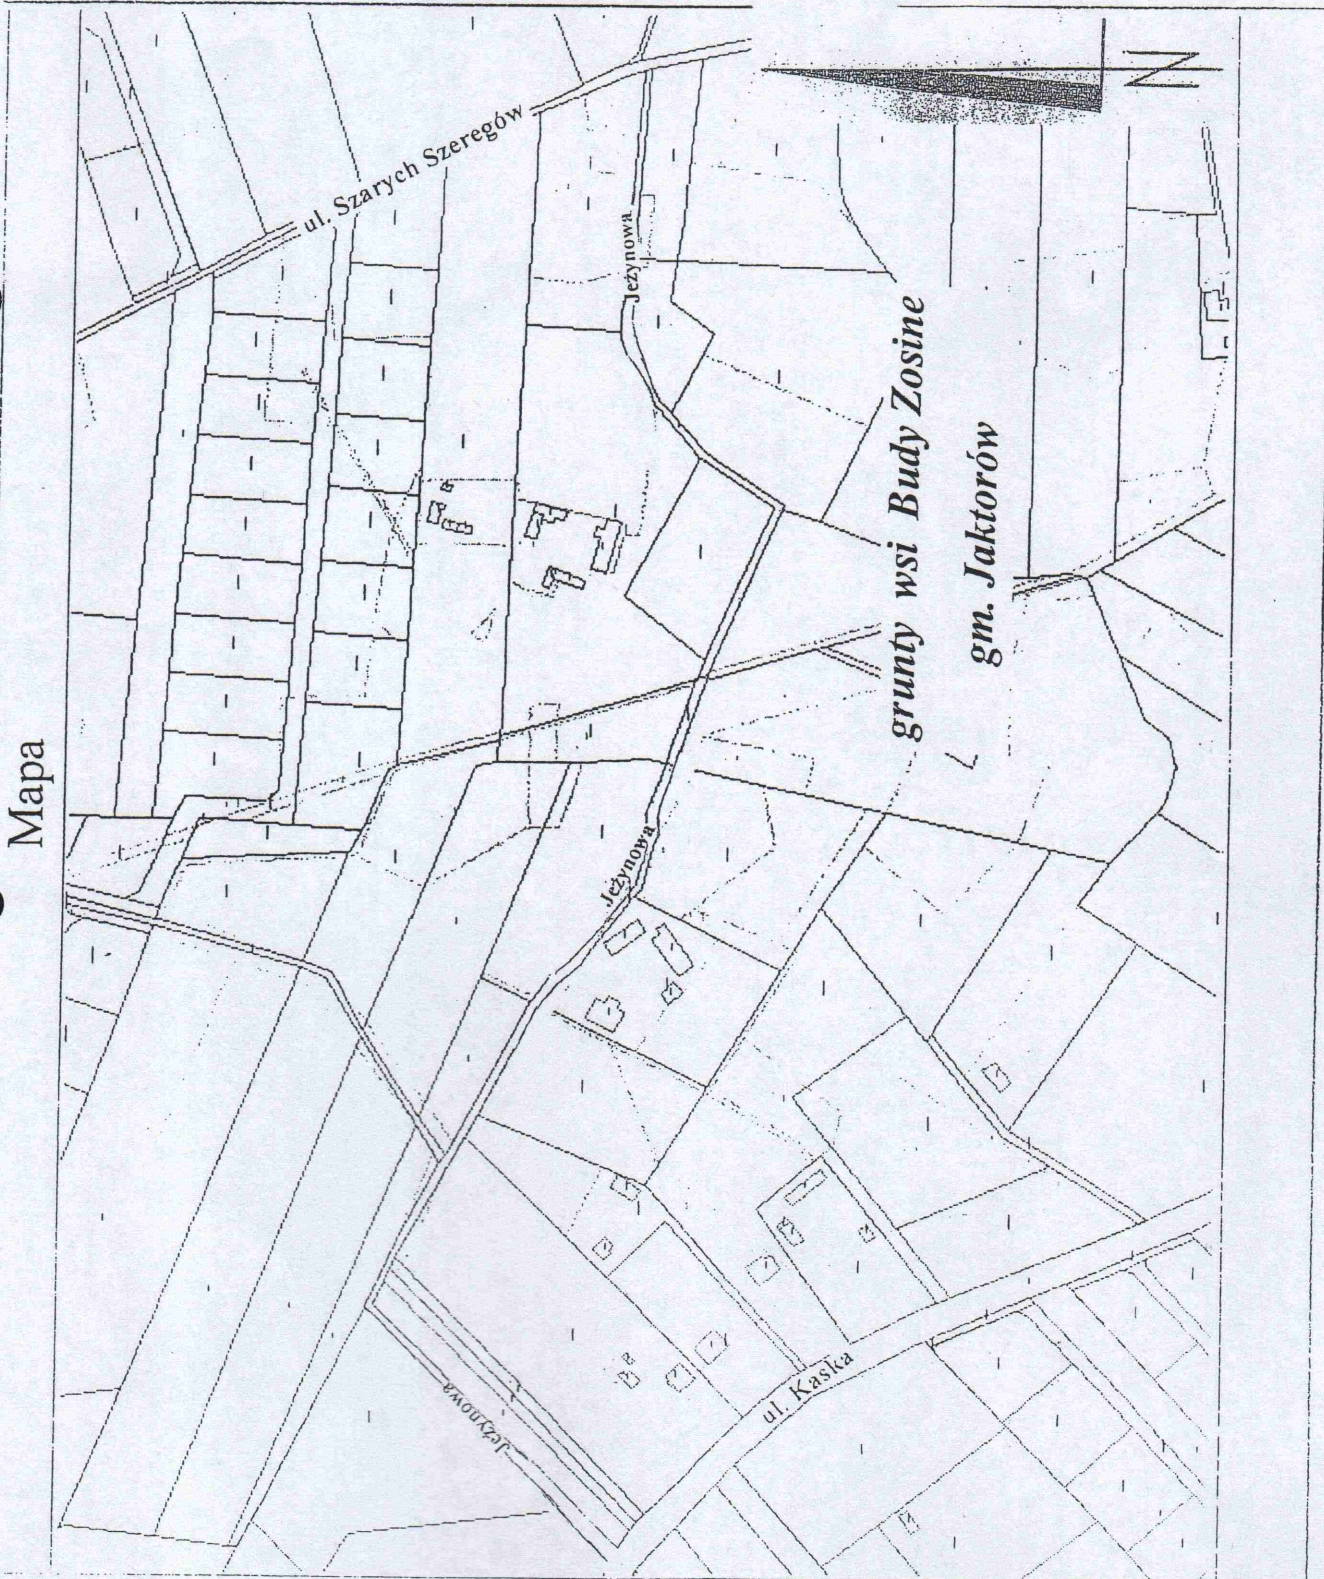 Mapa
ul. Szarych Szeregów
Jeżynowa
grunty wsi Budy Zosine
gm. Jaktorów
Jeżynowa
Jeżynowa
ul. Kaska
N